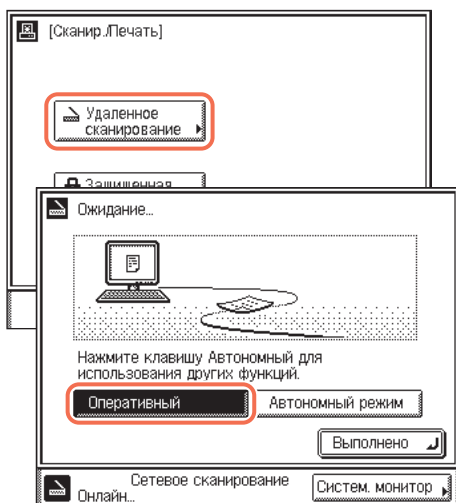 [Сканир./Печать]
Удаленное
сканирование
Защищенная
Ожидание...
Нажмите клавишу Автономный для
использования других функций.
Оперативный
Автономный режим
Выполнено
Сетевое сканирование
Онлайн...
Систем. монитор